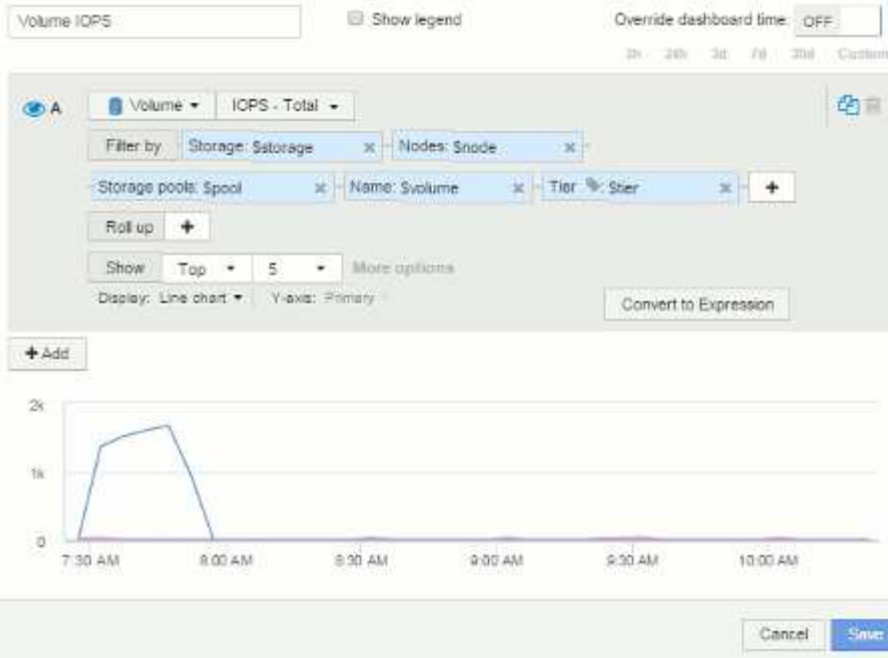 Volume IOPS
Show legend
Override dashboard time: OFF
3h 24h 3d 7d 30d Custom
A
Volume
IOPS - Total
Filter by Storage: $storage × Nodes: $node ×
Storage pools: $pool × Name: $volume × Tier $tier × +
Roll up +
Show Top 5 More options
Display: Line chart Y-axis: Primary
Convert to Expression
+ Add
2k
1k
0
7:30 AM 8:00 AM 8:30 AM 9:00 AM 9:30 AM 10:00 AM
Cancel Save